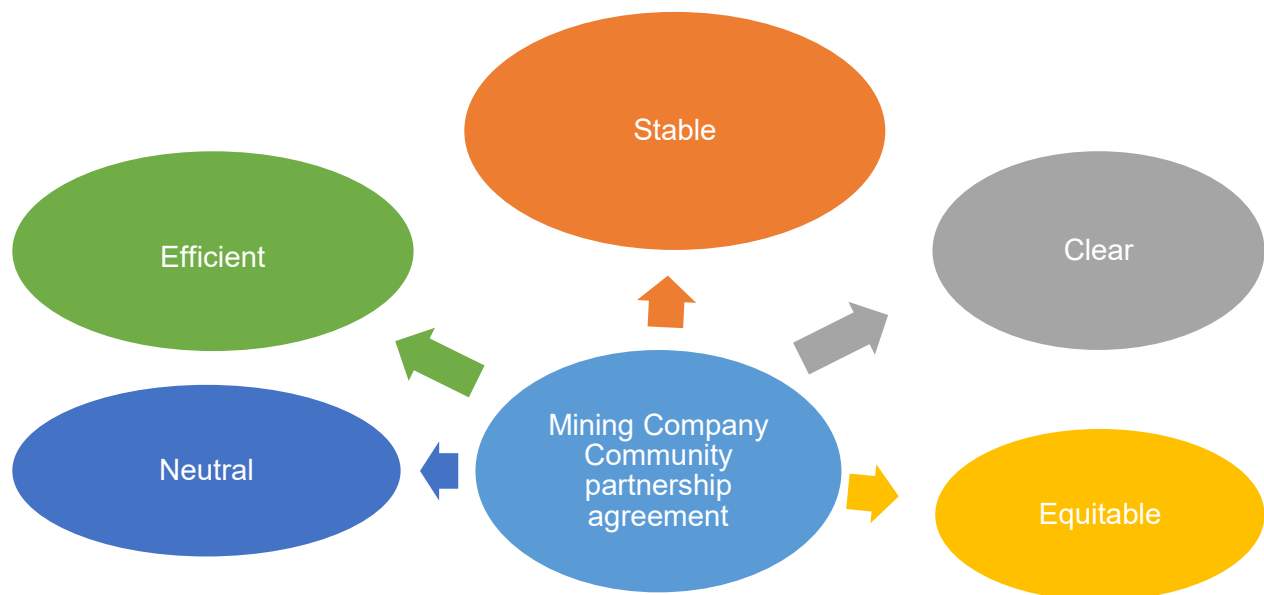 Stable
Efficient
Clear
Neutral
Mining Company
Community
partnership
agreement
Equitable